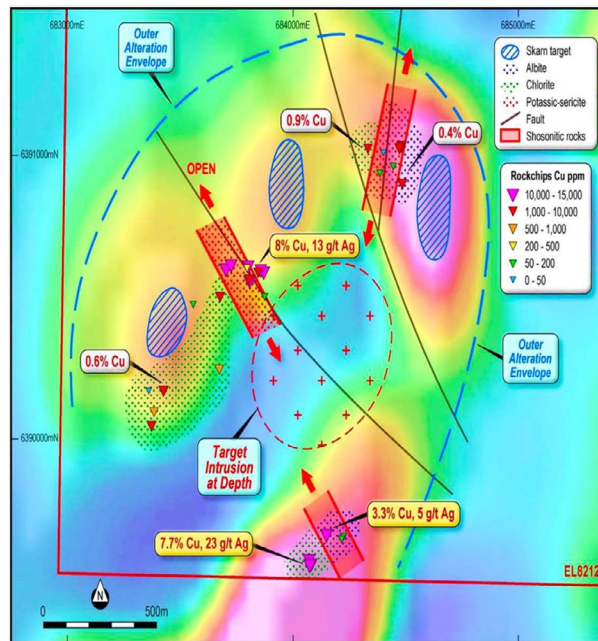 683000mE
684000mE
685000mE
Outer
Alteration
Envelope
Skarn target
Albite
Chlorite
Potassic-sericite
Fault
Shosonitic rocks
0.9% Cu
0.4% Cu
6391000mN
OPEN
Rockchips Cu ppm
10,000 - 15,000
1,000 - 10,000
500 - 1,000
200 - 500
50 - 200
0 - 50
8% Cu, 13 g/t Ag
0.6% Cu
Outer
Alteration
Envelope
6390000mN
Target
Intrusion
at Depth
3.3% Cu, 5 g/t Ag
7.7% Cu, 23 g/t Ag
EL8212
N
0
500m